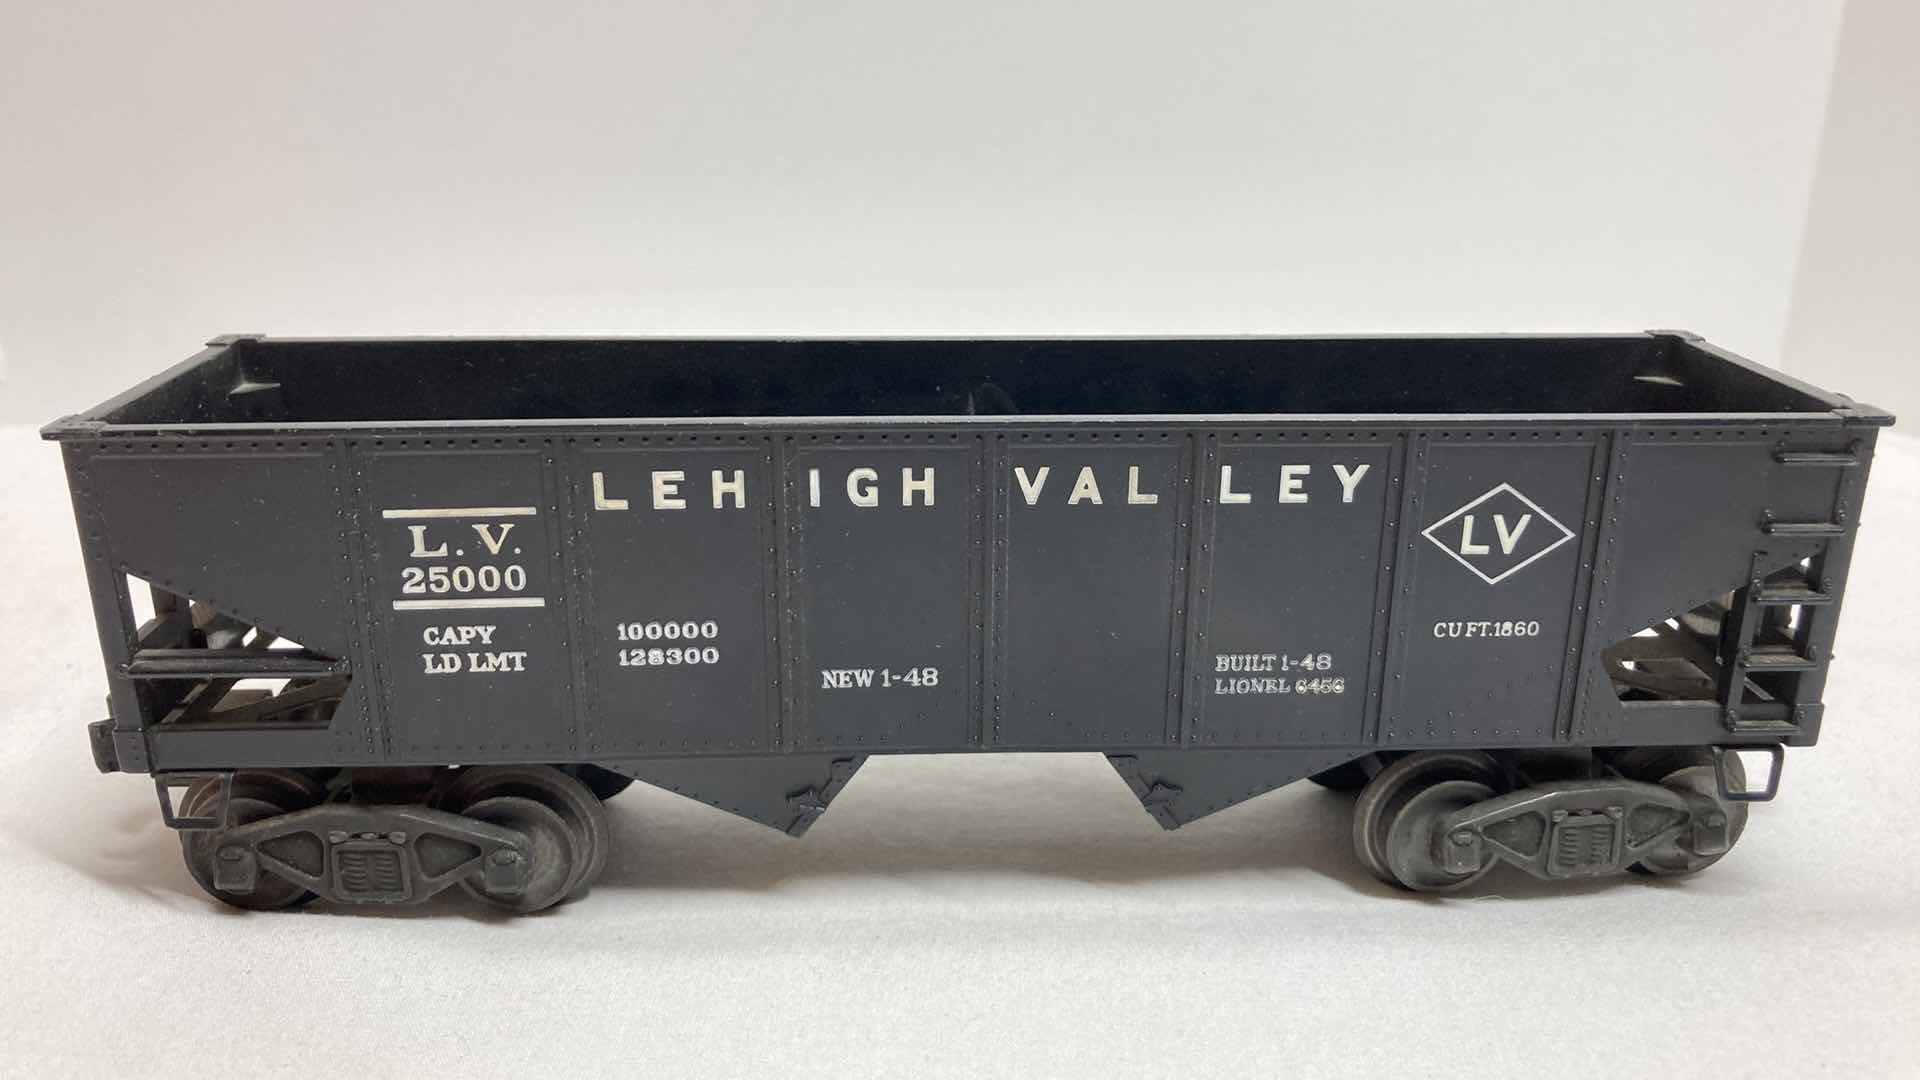 LEHIGH VALLEY
L. V.
25000
CAPY 100000
LD LMT 128300
NEW 1-48
BUILT 1-48
LIONEL 6456
LV
CU FT. 1860